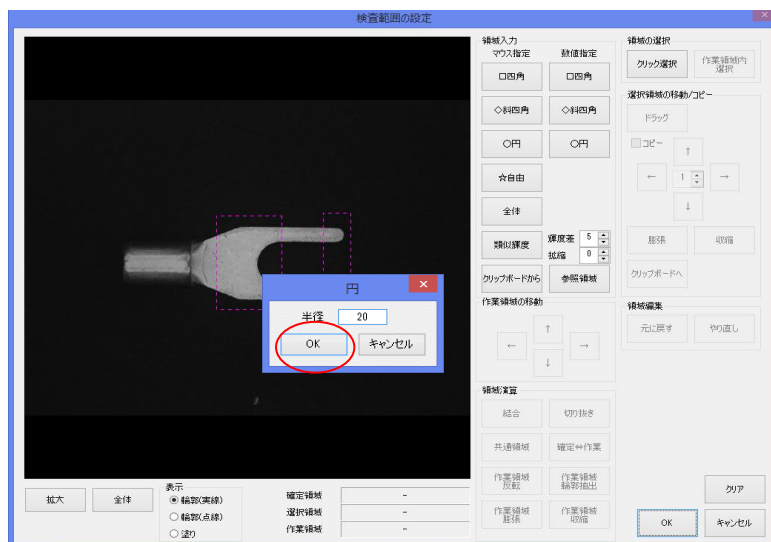 検査範囲の設定
領域入力
マウス指定
数値指定
□四角
□四角
◇斜四角
◇斜四角
○円
○円
☆自由
全体
類似輝度
輝度差 5
拡縮 0
クリップボードから
参照領域
作業領域の移動
↑
←
→
↓
領域演算
結合
切り抜き
共通領域
確定⇔作業
作業領域
反転
作業領域
輪郭抽出
作業領域
膨張
作業領域
収縮
領域の選択
クリック選択
作業領域内
選択
選択領域の移動/コピー
ドラッグ
コピー
↑
←
1
→
↓
膨張
収縮
クリップボードへ
領域編集
元に戻す
やり直し
クリア
OK
キャンセル
円
半径 20
OK
キャンセル
拡大
全体
表示
輪郭(実線)
輪郭(点線)
塗り
確定領域 -
選択領域 -
作業領域 -